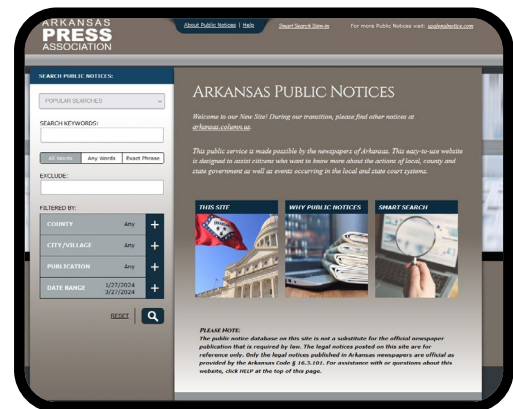 ARKANSAS
PRESS
ASSOCIATION
About Public Notices | Help
Smart Search Sign-in
For more Public Notices visit: usalegalnotice.com
SEARCH PUBLIC NOTICES:
POPULAR SEARCHES
SEARCH KEYWORDS:
All Words Any Words Exact Phrase
EXCLUDE:
FILTERED BY:
COUNTY Any +
CITY/VILLAGE Any +
PUBLICATION Any +
DATE RANGE 1/27/2024 +
3/27/2024
RESET
ARKANSAS PUBLIC NOTICES
Welcome to our New Site! During our transition, please find other notices at
arkansas.column.us.
This public service is made possible by the newspapers of Arkansas. This easy-to-use website
is designed to assist citizens who want to know more about the actions of local, county and
state government as well as events occurring in the local and state court systems.
THIS SITE
WHY PUBLIC NOTICES
SMART SEARCH
PLEASE NOTE:
The public notice database on this site is not a substitute for the official newspaper
publication that is required by law. The legal notices posted on this site are for
reference only. Only the legal notices published in Arkansas newspapers are official as
provided by the Arkansas Code § 16.3.101. For assistance with or questions about this
website, click HELP at the top of this page.